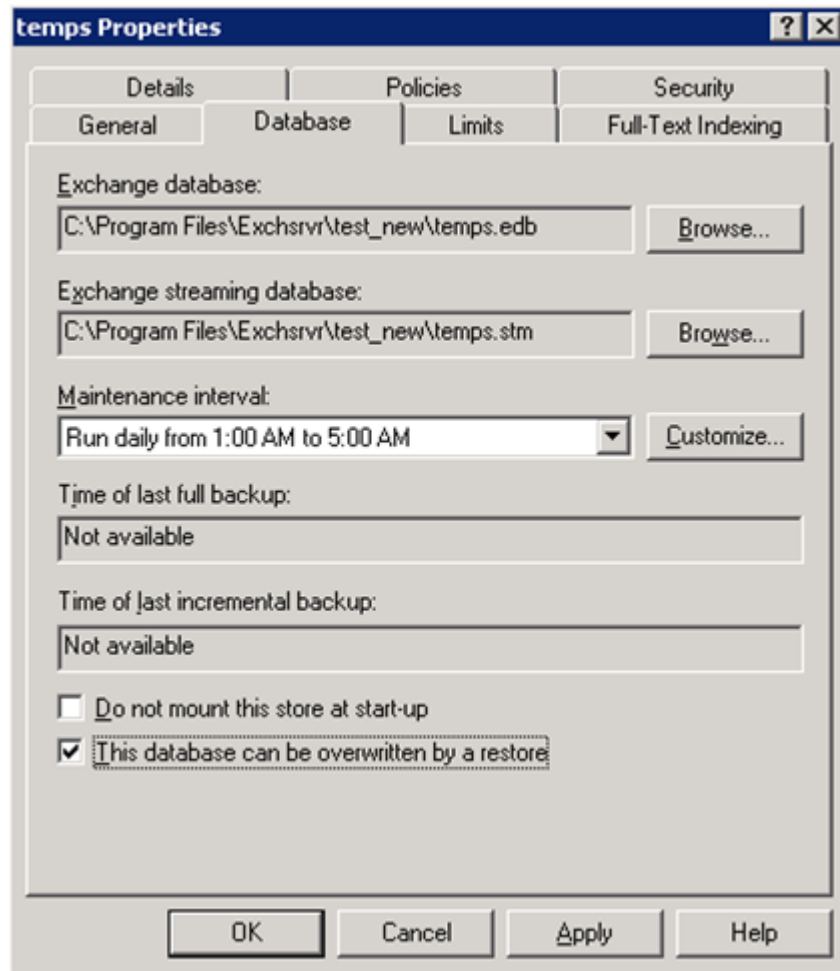 temps Properties
Details Policies Security
General Database Limits Full-Text Indexing
Exchange database:
C:\Program Files\Exchsrvr\test_new\temps.edb Browse...
Exchange streaming database:
C:\Program Files\Exchsrvr\test_new\temps.stm Browse...
Maintenance interval:
Run daily from 1:00 AM to 5:00 AM Customize...
Time of last full backup:
Not available
Time of last incremental backup:
Not available
Do not mount this store at start-up
This database can be overwritten by a restore
OK Cancel Apply Help